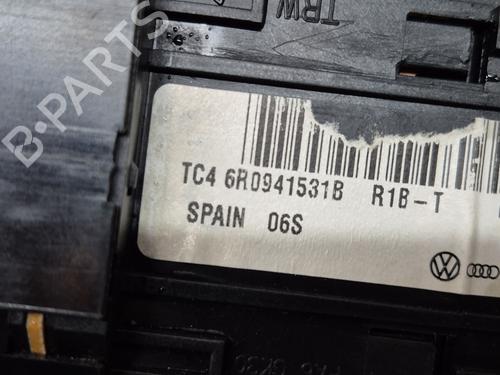 TRW
TC4 6R0941531B R1B-T
SPAIN 06S
B-PARTS